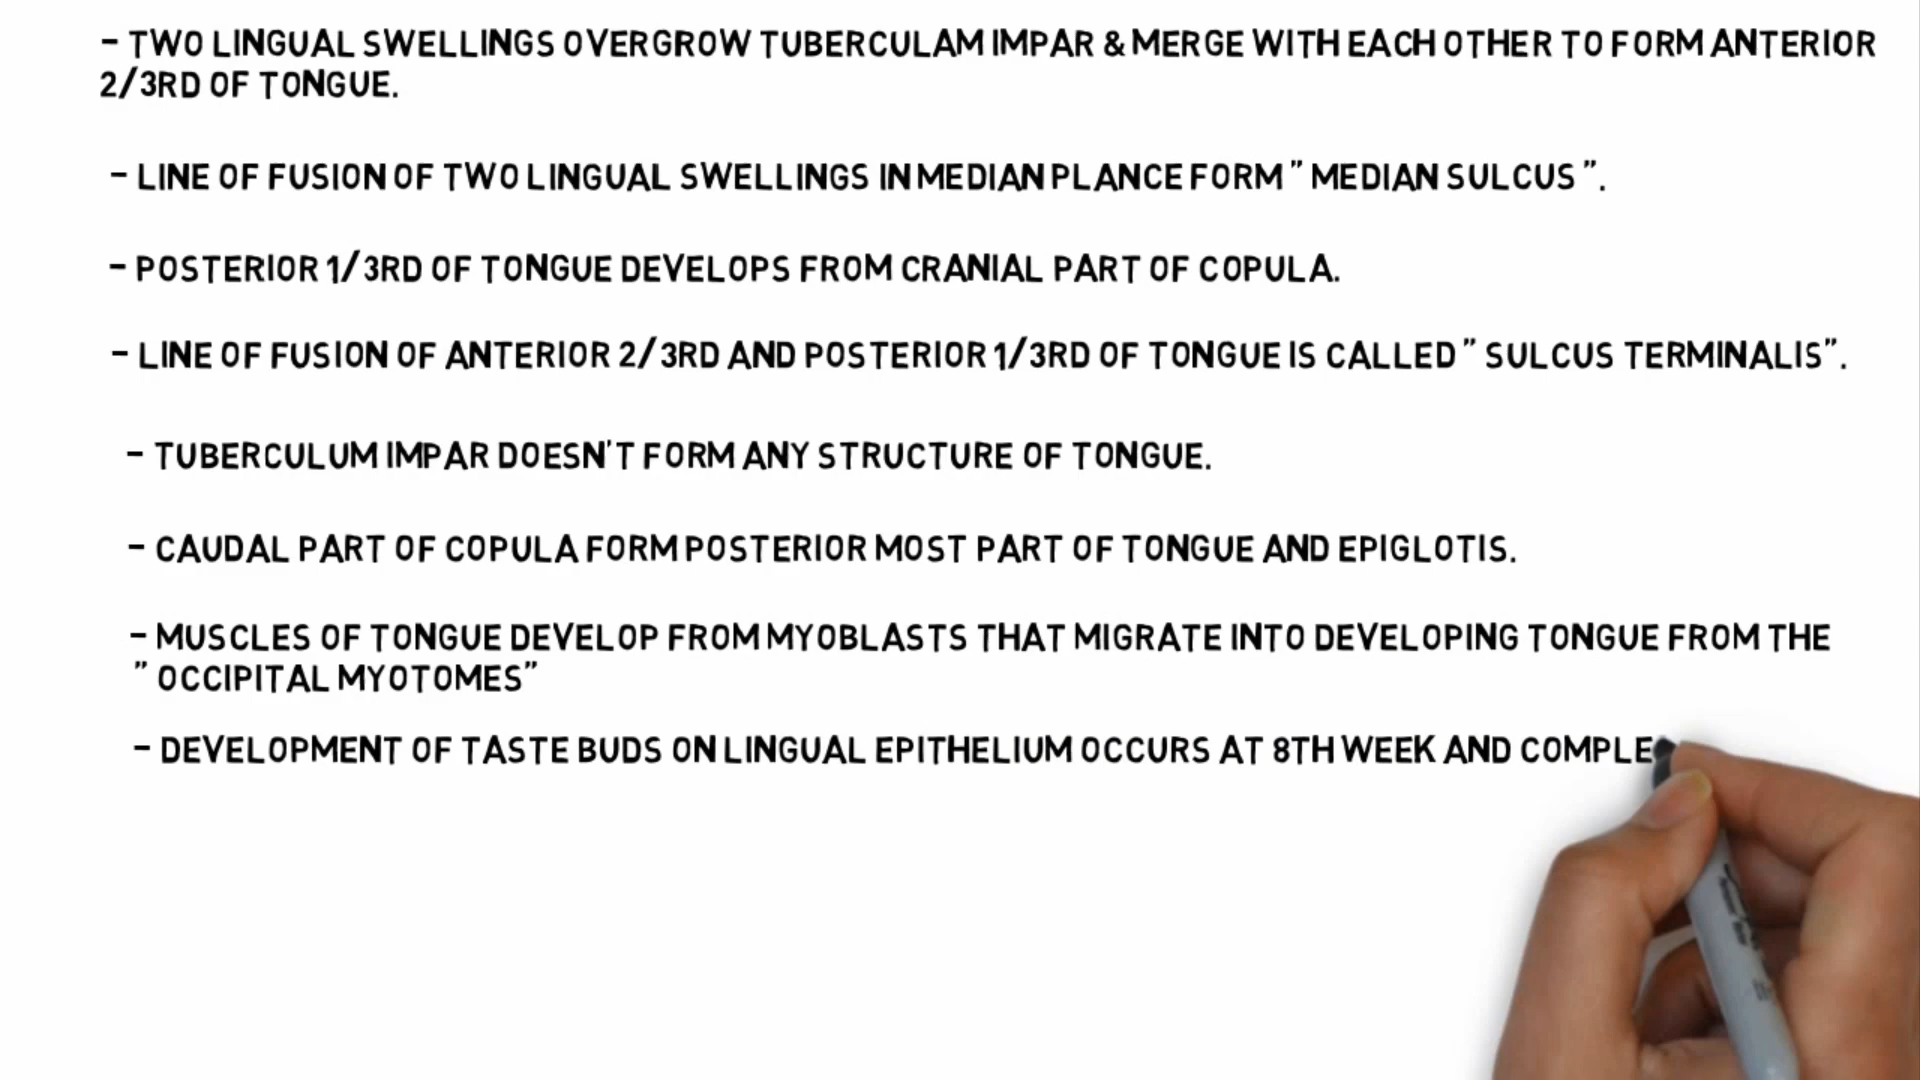 - TWO LINGUAL SWELLINGS OVERGROW TUBERCULAM IMPAR & MERGE WITH EACH OTHER TO FORM ANTERIOR
2/3RD OF TONGUE.
- LINE OF FUSION OF TWO LINGUAL SWELLINGS IN MEDIAN PLANCE FORM " MEDIAN SULCUS ".
- POSTERIOR 1/3RD OF TONGUE DEVELOPS FROM CRANIAL PART OF COPULA.
- LINE OF FUSION OF ANTERIOR 2/3RD AND POSTERIOR 1/3RD OF TONGUE IS CALLED " SULCUS TERMINALIS".
- TUBERCULUM IMPAR DOESN'T FORM ANY STRUCTURE OF TONGUE.
- CAUDAL PART OF COPULA FORM POSTERIOR MOST PART OF TONGUE AND EPIGLOTIS.
- MUSCLES OF TONGUE DEVELOP FROM MYOBLASTS THAT MIGRATE INTO DEVELOPING TONGUE FROM THE
" OCCIPITAL MYOTOMES"
- DEVELOPMENT OF TASTE BUDS ON LINGUAL EPITHELIUM OCCURS AT 8TH WEEK AND COMPLE